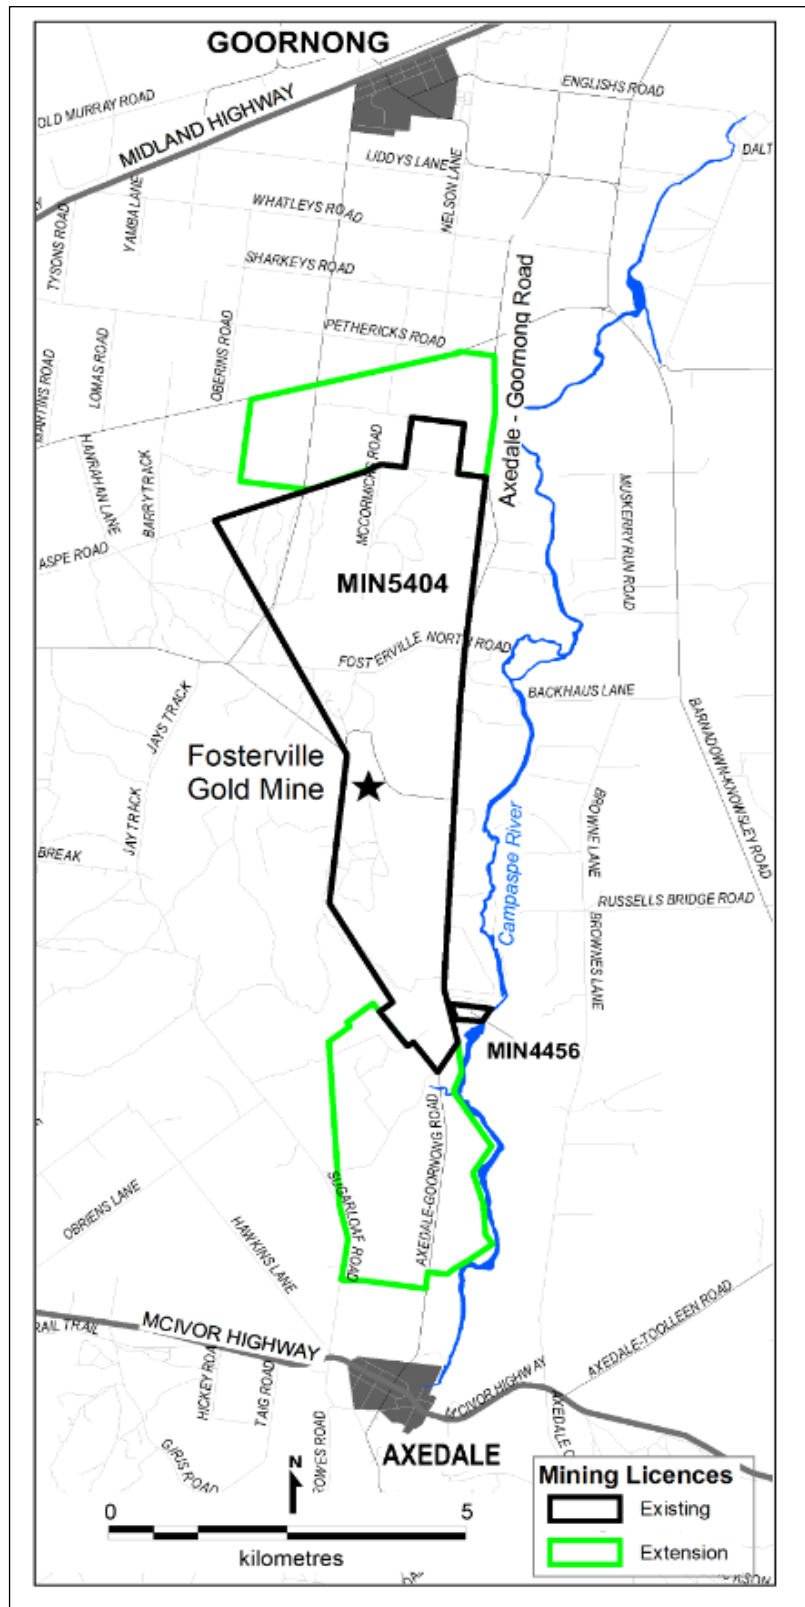 GOORNONG
ENGLISHS ROAD
OLD MURRAY ROAD
MIDLAND HIGHWAY
DALT
LIDDYS LANE
NELSON LANE
YAMBA LANE
WHATLEYS ROAD
TYSONS ROAD
SHARKEYS ROAD
Axedale - Goornong Road
PETHERICKS ROAD
OBERINS ROAD
LOMAS ROAD
MARTINS ROAD
HANRAHAN LANE
BARRY TRACK
MCCORMICKS ROAD
MUSKERRY RUN ROAD
ASPE ROAD
MIN5404
FOSTERVILLE NORTH ROAD
BACKHAUS LANE
JAYS TRACK
BARNADOWN-KNOWSLEY ROAD
Fosterville
Gold Mine
JAY TRACK
BROWNE LANE
BREAK
Campaspe River
RUSSELLS BRIDGE ROAD
BROWNES LANE
MIN4456
AXEDALE-GOORNONG ROAD
SUGARLOAF ROAD
OBRIENS LANE
HAWKINS LANE
RAIL TRAIL
MCIVOR HIGHWAY
AXEDALE-TOOLLEEN ROAD
HICKEY ROA
TAIG ROAD
MCIVOR HIGHWAY
AXEDALE
GIRIS ROAD
OWES ROAD
AXEDALE
N
0 5
kilometres
Mining Licences
Existing
Extension